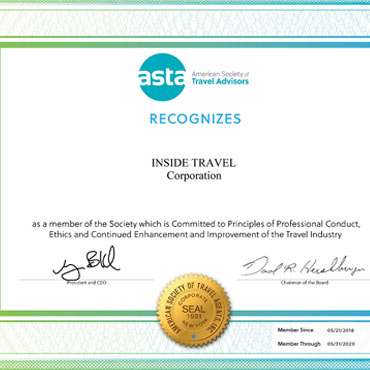 asta American Society of
Travel Advisors
RECOGNIZES
INSIDE TRAVEL
Corporation
as a member of the Society which is Committed to Principles of Professional Conduct,
Ethics and Continued Enhancement and Improvement of the Travel Industry
President and CEO
Chairman of the Board
AMERICAN SOCIETY OF TRAVEL AGENTS, INC.
CORPORATE
SEAL
1931
NEW YORK
Member Since 05/21/2018
Member Through 05/31/2020